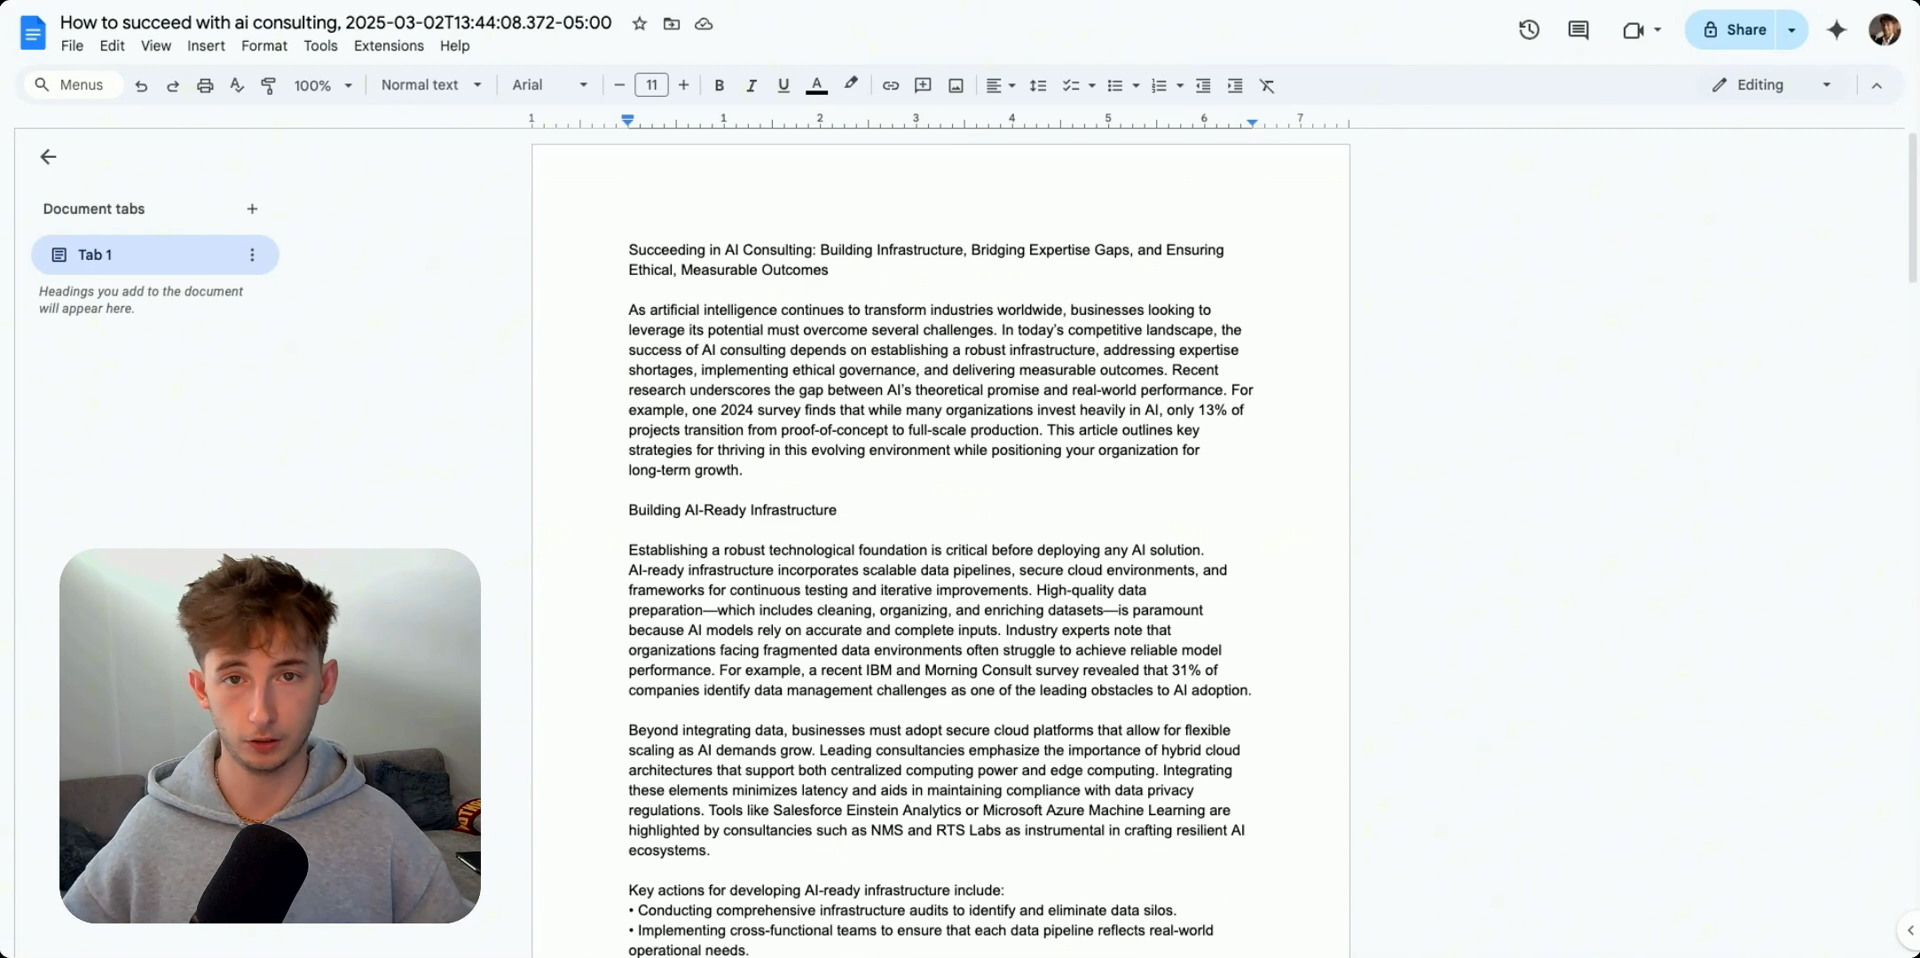 How to succeed with ai consulting, 2025-03-02T13:44:08.372-05:00
File Edit View Insert Format Tools Extensions Help
Share
Menus 100% Normal text Arial 11 B I U A Editing
1 1 2 3 4 5 6 7
Document tabs
Tab 1
Headings you add to the document
will appear here.
Succeeding in AI Consulting: Building Infrastructure, Bridging Expertise Gaps, and Ensuring
Ethical, Measurable Outcomes
As artificial intelligence continues to transform industries worldwide, businesses looking to
leverage its potential must overcome several challenges. In today’s competitive landscape, the
success of AI consulting depends on establishing a robust infrastructure, addressing expertise
shortages, implementing ethical governance, and delivering measurable outcomes. Recent
research underscores the gap between AI’s theoretical promise and real-world performance. For
example, one 2024 survey finds that while many organizations invest heavily in AI, only 13% of
projects transition from proof-of-concept to full-scale production. This article outlines key
strategies for thriving in this evolving environment while positioning your organization for
long-term growth.
Building AI-Ready Infrastructure
Establishing a robust technological foundation is critical before deploying any AI solution.
AI-ready infrastructure incorporates scalable data pipelines, secure cloud environments, and
frameworks for continuous testing and iterative improvements. High-quality data
preparation—which includes cleaning, organizing, and enriching datasets—is paramount
because AI models rely on accurate and complete inputs. Industry experts note that
organizations facing fragmented data environments often struggle to achieve reliable model
performance. For example, a recent IBM and Morning Consult survey revealed that 31% of
companies identify data management challenges as one of the leading obstacles to AI adoption.
Beyond integrating data, businesses must adopt secure cloud platforms that allow for flexible
scaling as AI demands grow. Leading consultancies emphasize the importance of hybrid cloud
architectures that support both centralized computing power and edge computing. Integrating
these elements minimizes latency and aids in maintaining compliance with data privacy
regulations. Tools like Salesforce Einstein Analytics or Microsoft Azure Machine Learning are
highlighted by consultancies such as NMS and RTS Labs as instrumental in crafting resilient AI
ecosystems.
Key actions for developing AI-ready infrastructure include:
• Conducting comprehensive infrastructure audits to identify and eliminate data silos.
• Implementing cross-functional teams to ensure that each data pipeline reflects real-world
operational needs.